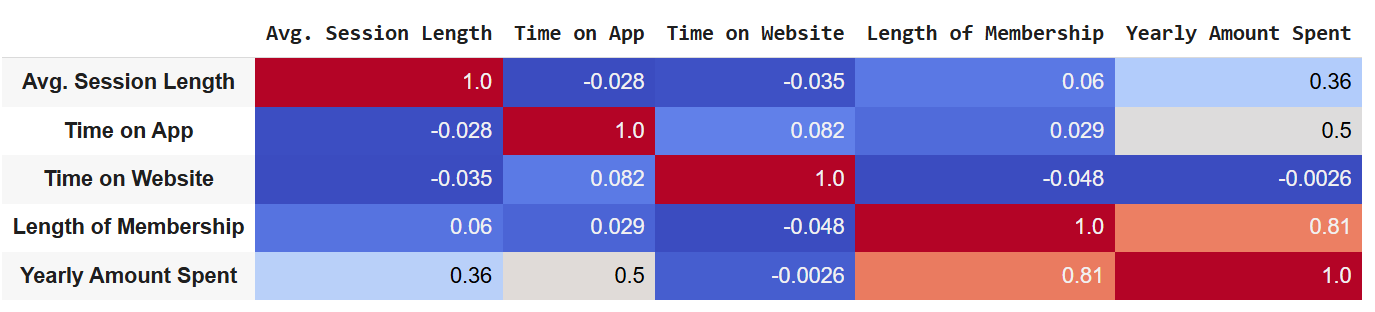 Avg. Session Length Time on App Time on Website Length of Membership Yearly Amount Spent
Avg. Session Length 1.0 -0.028 -0.035 0.06 0.36
Time on App -0.028 1.0 0.082 0.029 0.5
Time on Website -0.035 0.082 1.0 -0.048 -0.0026
Length of Membership 0.06 0.029 -0.048 1.0 0.81
Yearly Amount Spent 0.36 0.5 -0.0026 0.81 1.0